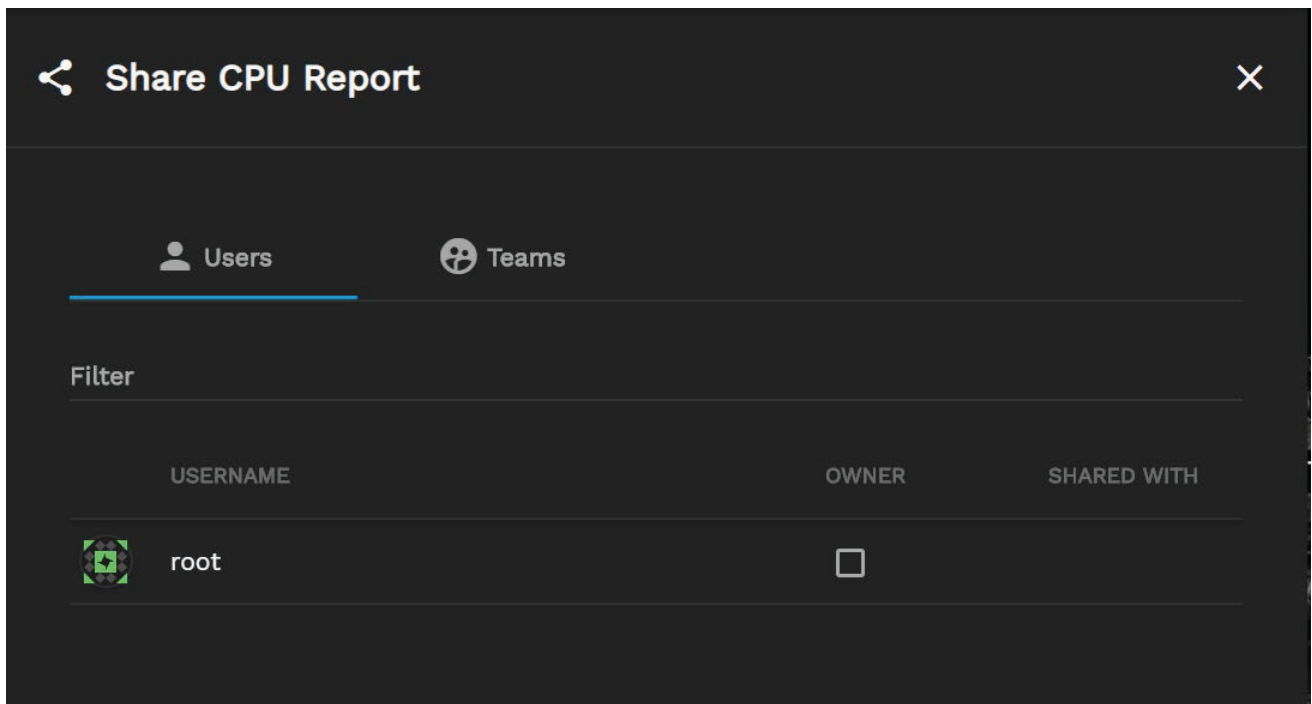 Share CPU Report
Users Teams
Filter
USERNAME OWNER SHARED WITH
root